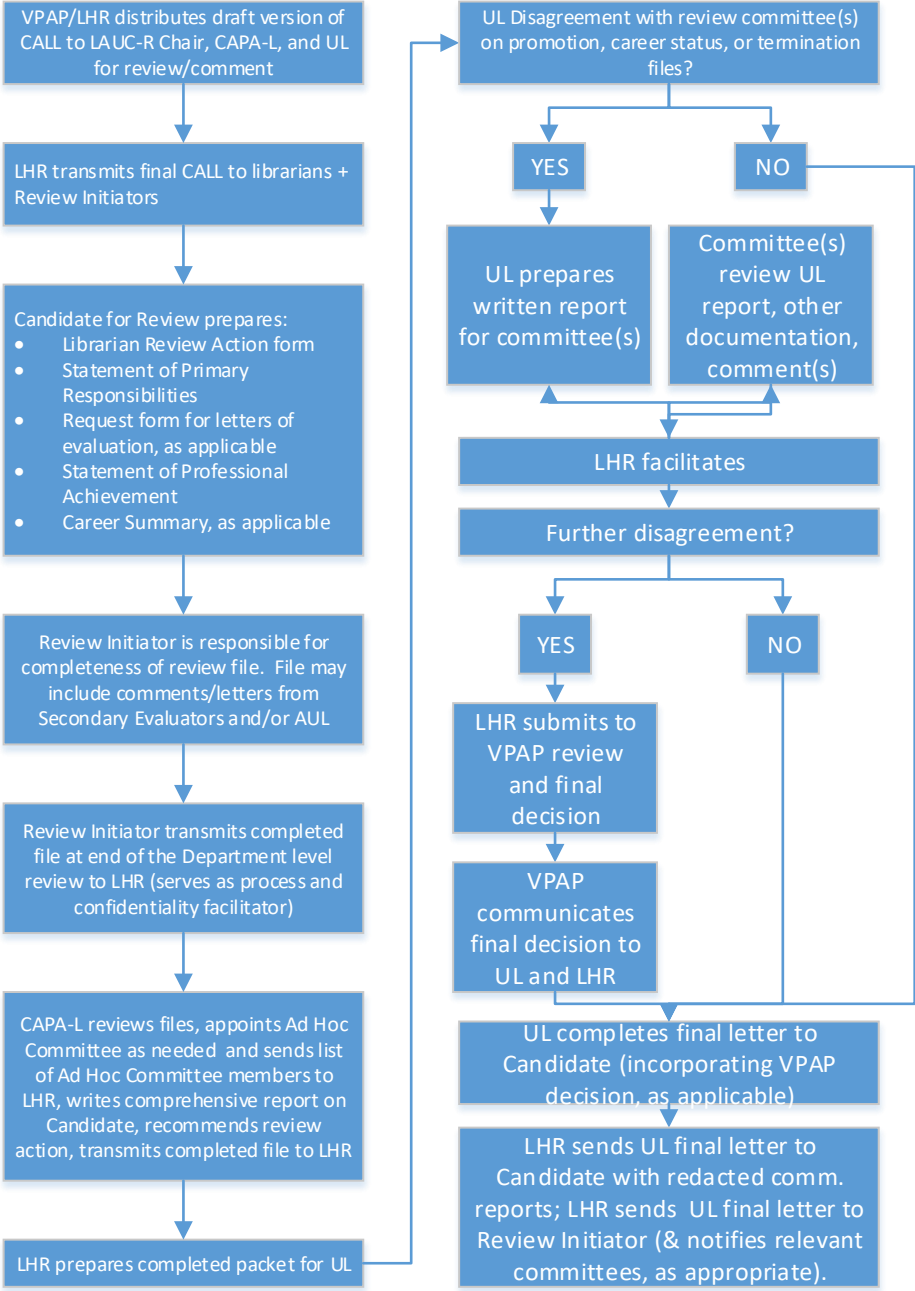 VPAP/LHR distributes draft version of
CALL to LAUC-R Chair, CAPA-L, and UL
for review/comment
LHR transmits final CALL to librarians +
Review Initiators
Candidate for Review prepares:
• Librarian Review Action form
• Statement of Primary
Responsibilities
• Request form for letters of
evaluation, as applicable
• Statement of Professional
Achievement
• Career Summary, as applicable
Review Initiator is responsible for
completeness of review file. File may
include comments/letters from
Secondary Evaluators and/or AUL
Review Initiator transmits completed
file at end of the Department level
review to LHR (serves as process and
confidentiality facilitator)
CAPA-L reviews files, appoints Ad Hoc
Committee as needed and sends list
of Ad Hoc Committee members to
LHR, writes comprehensive report on
Candidate, recommends review
action, transmits completed file to LHR
LHR prepares completed packet for UL
UL Disagreement with review committee(s)
on promotion, career status, or termination
files?
YES
NO
UL prepares
written report
for committee(s)
Committee(s)
review UL
report, other
documentation,
comment(s)
LHR facilitates
Further disagreement?
YES
NO
LHR submits to
VPAP review
and final
decision
VPAP
communicates
final decision to
UL and LHR
UL completes final letter to
Candidate (incorporating VPAP
decision, as applicable)
LHR sends UL final letter to
Candidate with redacted comm.
reports; LHR sends UL final letter to
Review Initiator (& notifies relevant
committees, as appropriate).